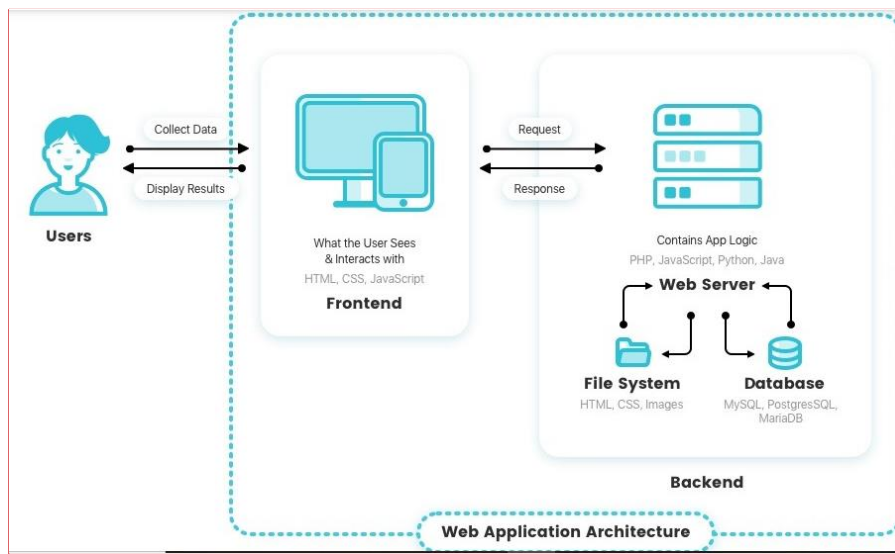 Collect Data
Display Results
Users
What the User Sees
& Interacts with
HTML, CSS, JavaScript
Frontend
Request
Response
Contains App Logic
PHP, JavaScript, Python, Java
Web Server
File System
HTML, CSS, Images
Database
MySQL, PostgresSQL,
MariaDB
Backend
Web Application Architecture